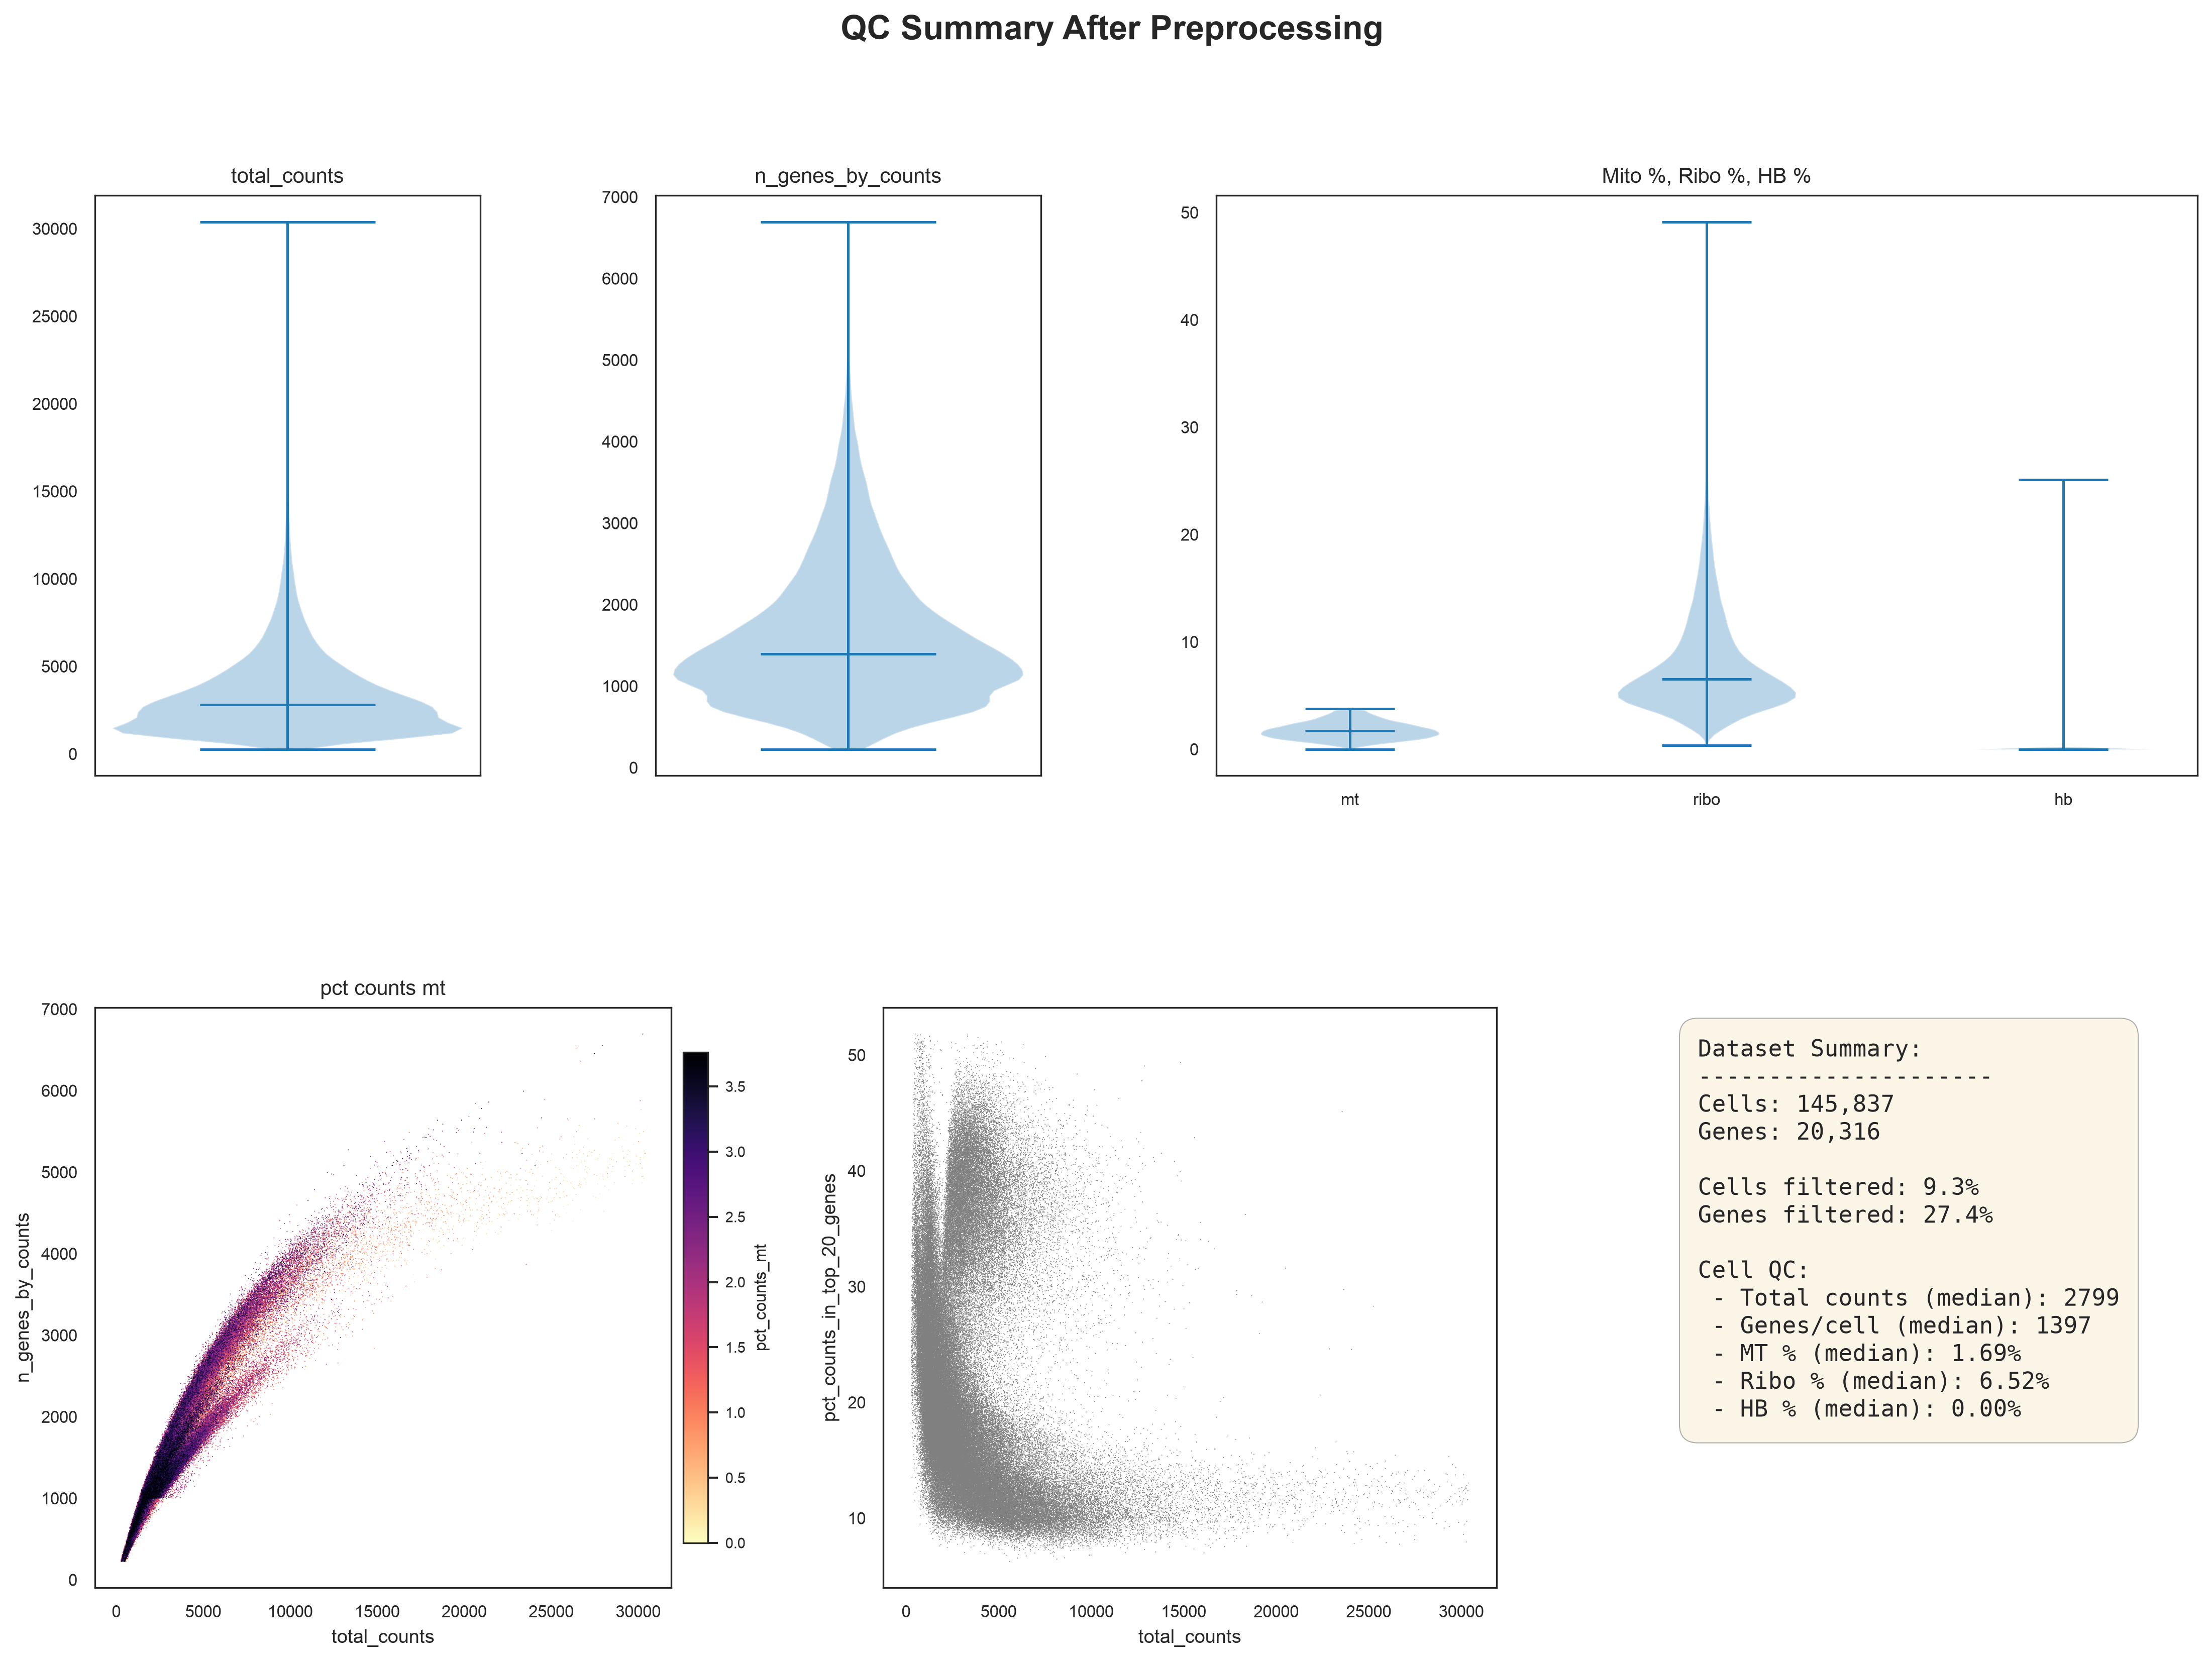 QC Summary After Preprocessing
total_counts
30000
25000
20000
15000
10000
5000
0
n_genes_by_counts
7000
6000
5000
4000
3000
2000
1000
0
Mito %, Ribo %, HB %
50
40
30
20
10
0
mt
ribo
hb
pct counts mt
n_genes_by_counts
7000
6000
5000
4000
3000
2000
1000
0
0
5000
10000
15000
20000
25000
30000
total_counts
3.5
3.0
2.5
2.0
1.5
1.0
0.5
0.0
pct_counts_mt
pct_counts_in_top_20_genes
50
40
30
20
10
0
5000
10000
15000
20000
25000
30000
total_counts
Dataset Summary:
---------------------
Cells: 145,837
Genes: 20,316
Cells filtered: 9.3%
Genes filtered: 27.4%
Cell QC:
- Total counts (median): 2799
- Genes/cell (median): 1397
- MT % (median): 1.69%
- Ribo % (median): 6.52%
- HB % (median): 0.00%